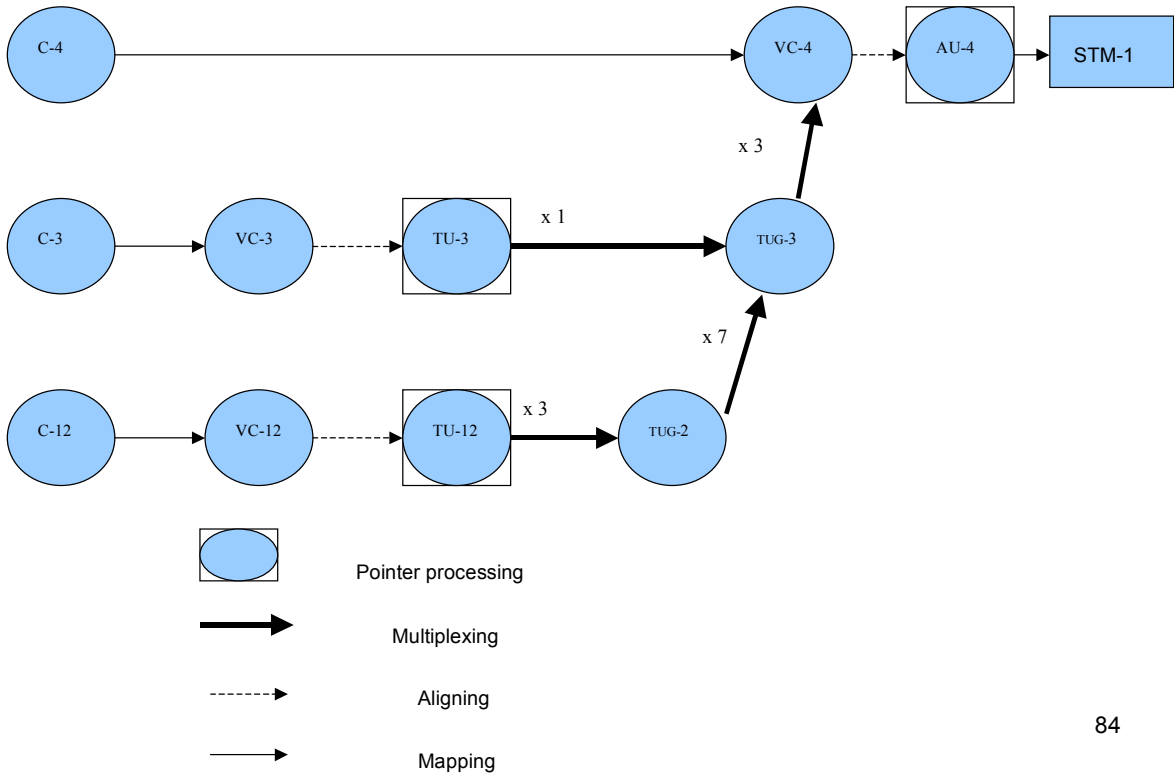 C-4
VC-4
AU-4
STM-1
x 3
C-3
VC-3
TU-3
x 1
TUG-3
x 7
C-12
VC-12
TU-12
x 3
TUG-2
Pointer processing
Multiplexing
Aligning
Mapping
84